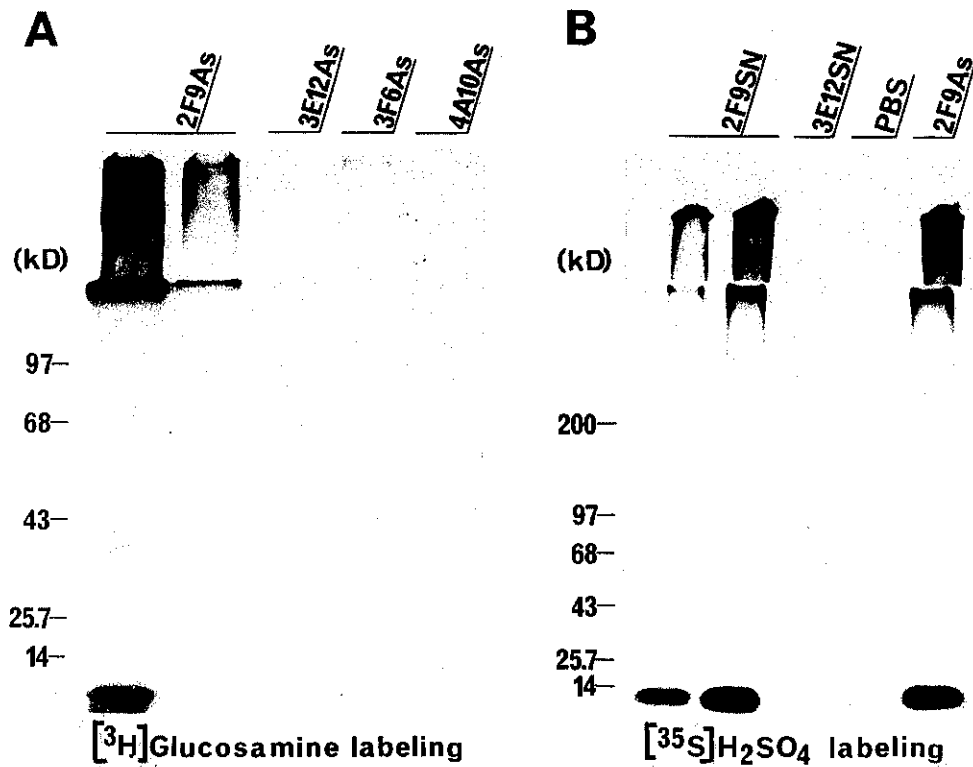 A
2F9As
3E12As
3F6As
4A10As
(kD)
97
68
43
25.7
14
[³H]Glucosamine labeling
B
2F9SN
3E12SN
PBS
2F9As
(kD)
200
97
68
43
25.7
14
[³⁵S]H₂SO₄ labeling